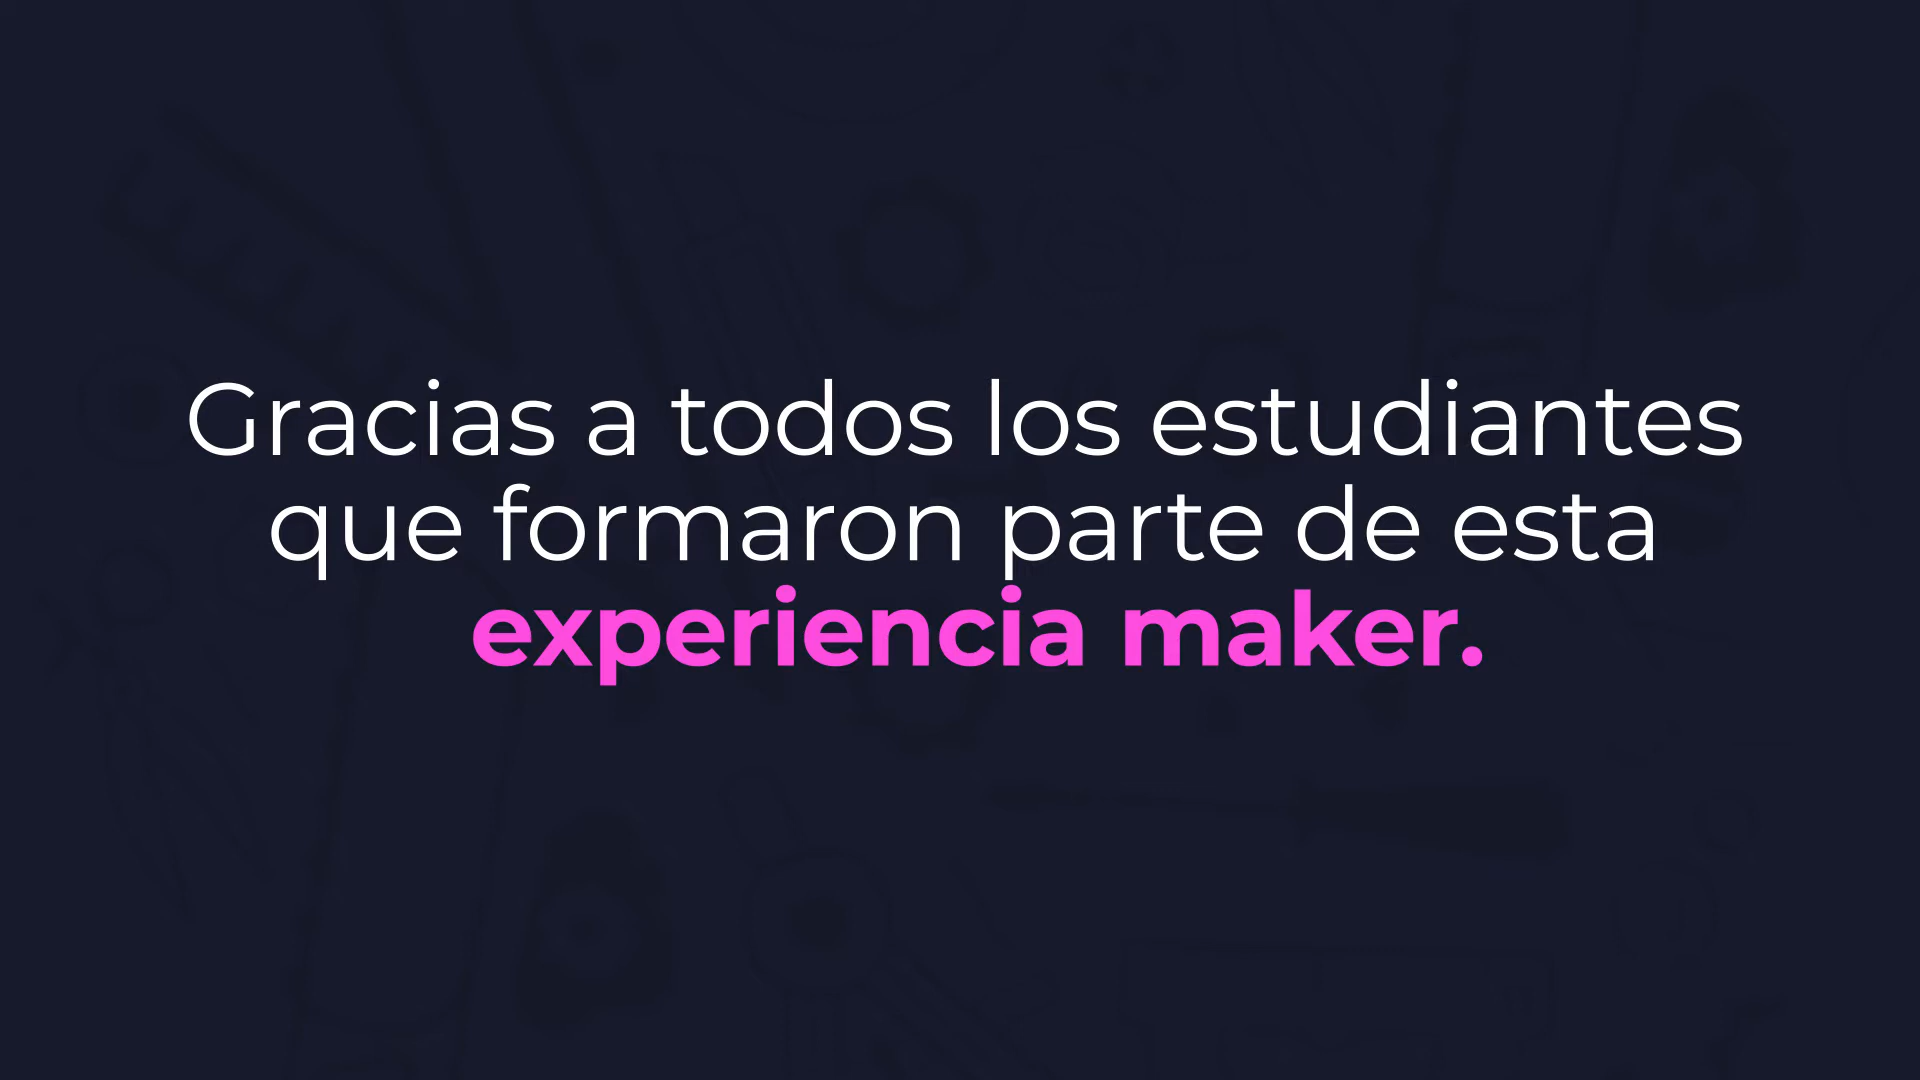 Gracias a todos los estudiantes
que formaron parte de esta
experiencia maker.